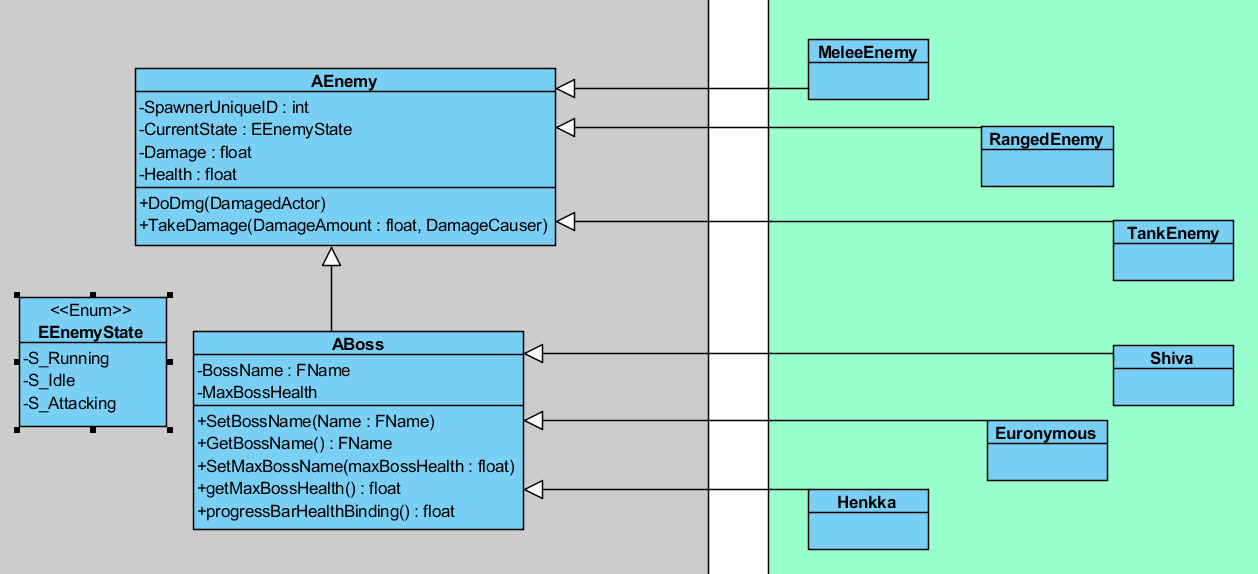 AEnemy
-SpawnerUniqueID : int
-CurrentState : EEnemyState
-Damage : float
-Health : float
+DoDmg(DamagedActor)
+TakeDamage(DamageAmount : float, DamageCauser)
<<Enum>>
EEnemyState
-S_Running
-S_Idle
-S_Attacking
ABoss
-BossName : FName
-MaxBossHealth
+SetBossName(Name : FName)
+GetBossName() : FName
+SetMaxBossName(maxBossHealth : float)
+getMaxBossHealth() : float
+progressBarHealthBinding() : float
MeleeEnemy
RangedEnemy
TankEnemy
Shiva
Euronymous
Henkka